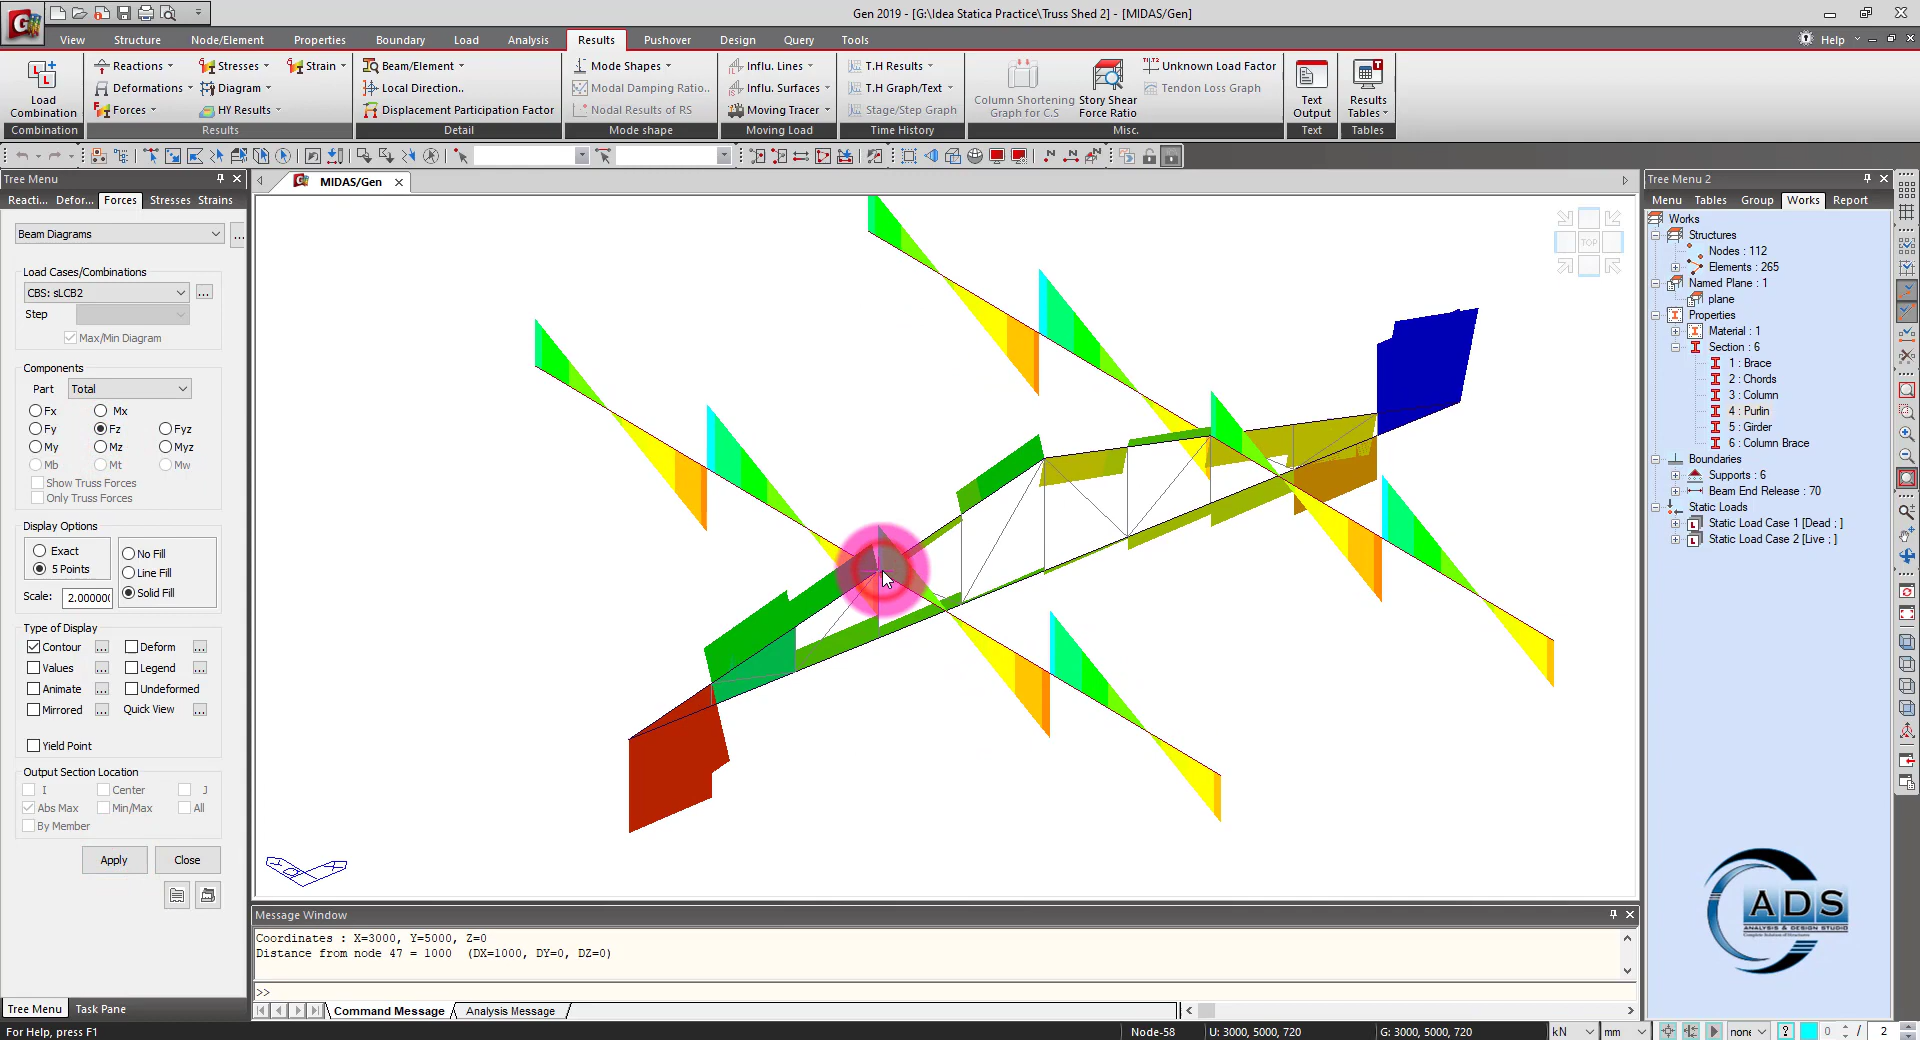 Gen 2019 - [G:\Idea Statica Practice\Truss Shed 2] - [MIDAS/Gen]
View Structure Node/Element Properties Boundary Load Analysis Results Pushover Design Query Tools Help
Load Combination
Combination
Reactions Stresses Strain
Deformations Diagram
Forces HY Results
Results
Beam/Element
Local Direction..
Displacement Participation Factor
Detail
Mode Shapes
Modal Damping Ratio..
Nodal Results of RS
Mode shape
Influ. Lines
Influ. Surfaces
Moving Tracer
Moving Load
T.H Results
T.H Graph/Text
Stage/Step Graph
Time History
Column Shortening Graph for C.S
Story Shear Force Ratio
Unknown Load Factor
Tendon Loss Graph
Misc.
Text Output
Text
Results Tables
Tables
Tree Menu
Reacti... Defor... Forces Stresses Strains
Beam Diagrams
Load Cases/Combinations
CBS: sLCB2
Step
Max/Min Diagram
Components
Part Total
Fx Mx
Fy Fz Fyz
My Mz Myz
Mb Mt Mw
Show Truss Forces
Only Truss Forces
Display Options
Exact No Fill
5 Points Line Fill
Scale: 2.00000 Solid Fill
Type of Display
Contour ... Deform ...
Values ... Legend ...
Animate ... Undeformed
Mirrored ... Quick View ...
Yield Point
Output Section Location
I Center J
Abs Max Min/Max All
By Member
Apply Close
Tree Menu Task Pane
MIDAS/Gen
TOP
Message Window
Coordinates : X=3000, Y=5000, Z=0
Distance from node 47 = 1000 (DX=1000, DY=0, DZ=0)
>>
Command Message Analysis Message
Tree Menu 2
Menu Tables Group Works Report
Works
Structures
Nodes : 112
Elements : 265
Named Plane : 1
plane
Properties
Material : 1
Section : 6
1 : Brace
2 : Chords
3 : Column
4 : Purlin
5 : Girder
6 : Column Brace
Boundaries
Supports : 6
Beam End Release : 70
Static Loads
Static Load Case 1 [Dead ; ]
Static Load Case 2 [Live ; ]
ADS
ANALYSIS & DESIGN STUDIO
For Help, press F1
Node-58 U: 3000, 5000, 720 G: 3000, 5000, 720 kN mm none ? 0 / 2